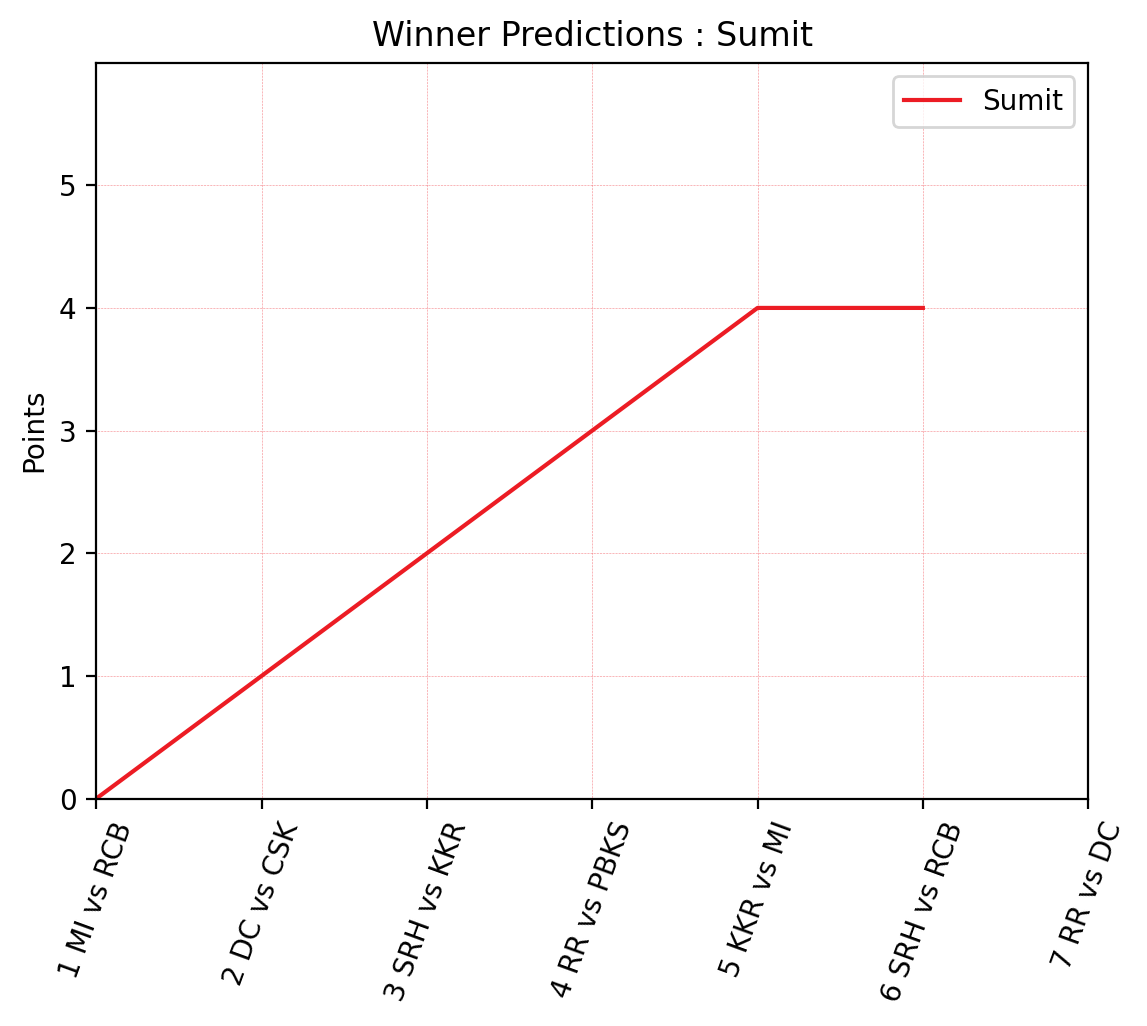 Winner Predictions : Sumit
Sumit
Points
5
4
3
2
1
0
1 MI vs RCB
2 DC vs CSK
3 SRH vs KKR
4 RR vs PBKS
5 KKR vs MI
6 SRH vs RCB
7 RR vs DC